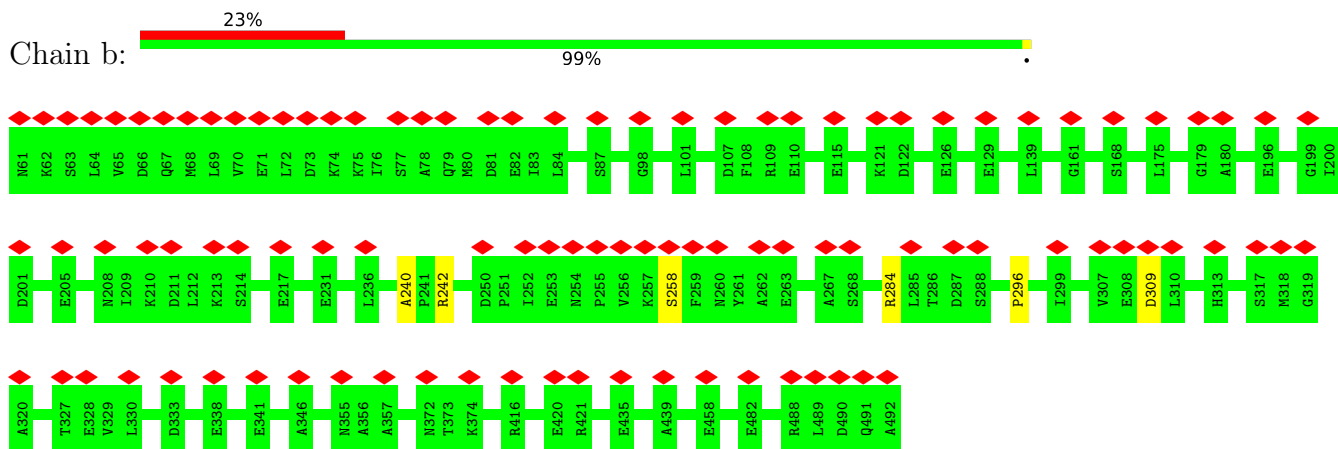 23%
Chain b:
99%
.
N61 K62 S63 L64 V65 D66 Q67 M68 L69 V70 E71 L72 D73 K74 K75 I76 S77 A78 Q79 M80 D81 E82 I83 L84 S87 G98 L101 D107 F108 R109 E110 E115 K121 D122 E126 E129 L139 G161 S168 L175 G179 A180 E196 G199 I200
D201 E205 N208 I209 K210 D211 L212 K213 S214 E217 E231 L236 A240 P241 R242 D250 P251 I252 E253 N254 P255 V256 K257 S258 F259 N260 Y261 A262 E263 A267 S268 R284 L285 T286 D287 S288 P296 I299 V307 E308 D309 L310 H313 S317 M318 G319
A320 T327 E328 V329 L330 D333 E338 E341 A346 N355 A356 A357 N372 T373 K374 R416 E420 R421 E435 A439 E458 E482 R488 L489 D490 Q491 A492